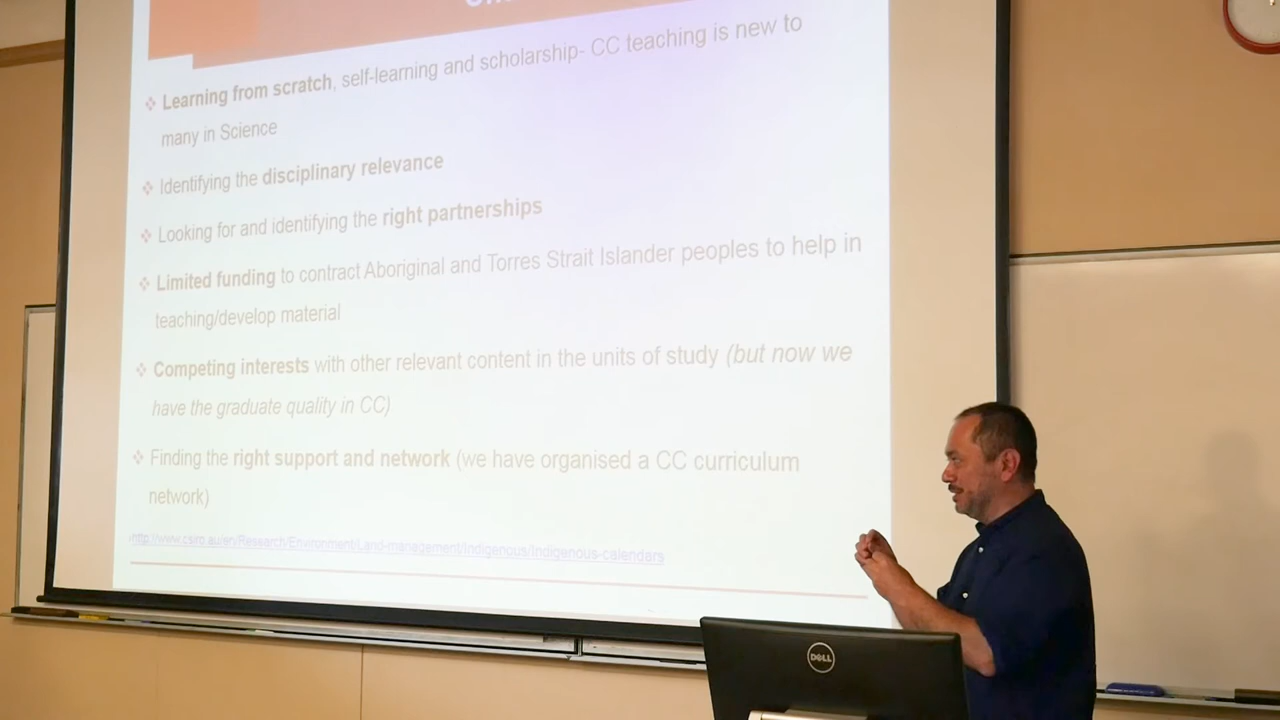 Learning from scratch, self-learning and scholarship- CC teaching is new to
many in Science
Identifying the disciplinary relevance
Looking for and identifying the right partnerships
Limited funding to contract Aboriginal and Torres Strait Islander peoples to help in
teaching/develop material
Competing interests with other relevant content in the units of study (but now we
have the graduate quality in CC)
Finding the right support and network (we have organised a CC curriculum
network)
http://www.csiro.au/en/Research/Environment/Land-management/Indigenous/Indigenous-calendars
DELL